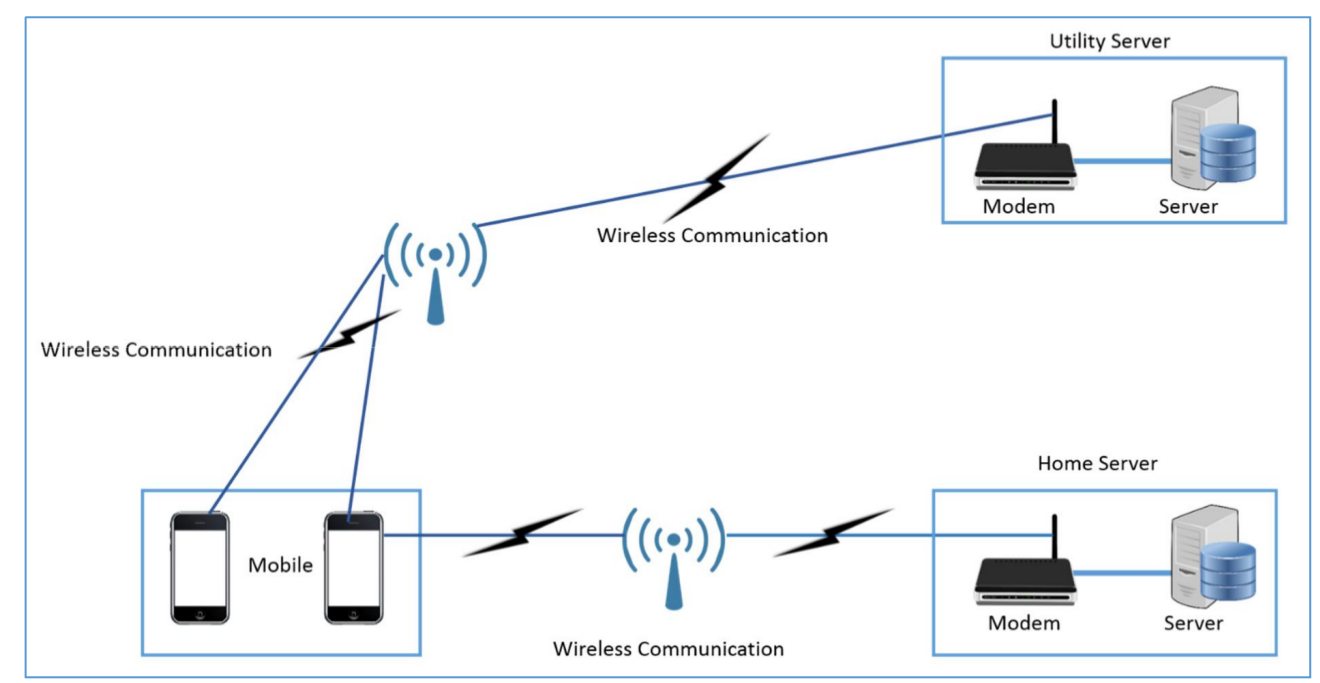 Utility Server
Modem
Server
Wireless Communication
Wireless Communication
Home Server
Mobile
Modem
Server
Wireless Communication